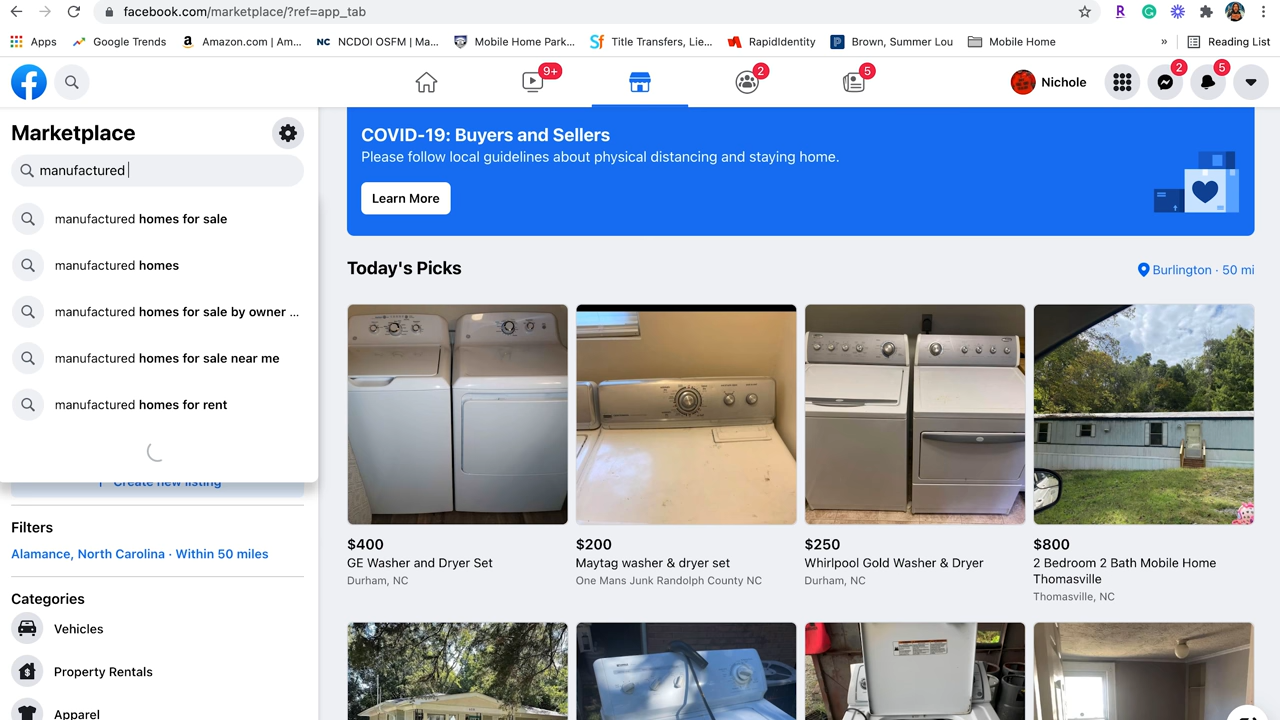 facebook.com/marketplace/?ref=app_tab
Apps
Google Trends
Amazon.com | Am...
NC NCDOI OSFM | Ma...
Mobile Home Park...
Title Transfers, Lie...
RapidIdentity
Brown, Summer Lou
Mobile Home
»
Reading List
9+
2
5
Nichole
2
5
Marketplace
manufactured
manufactured homes for sale
manufactured homes
manufactured homes for sale by owner ...
manufactured homes for sale near me
manufactured homes for rent
Create new listing
Filters
Alamance, North Carolina · Within 50 miles
Categories
Vehicles
Property Rentals
Apparel
COVID-19: Buyers and Sellers
Please follow local guidelines about physical distancing and staying home.
Learn More
Today's Picks
Burlington · 50 mi
$400
GE Washer and Dryer Set
Durham, NC
$200
Maytag washer & dryer set
One Mans Junk Randolph County NC
$250
Whirlpool Gold Washer & Dryer
Durham, NC
$800
2 Bedroom 2 Bath Mobile Home
Thomasville
Thomasville, NC